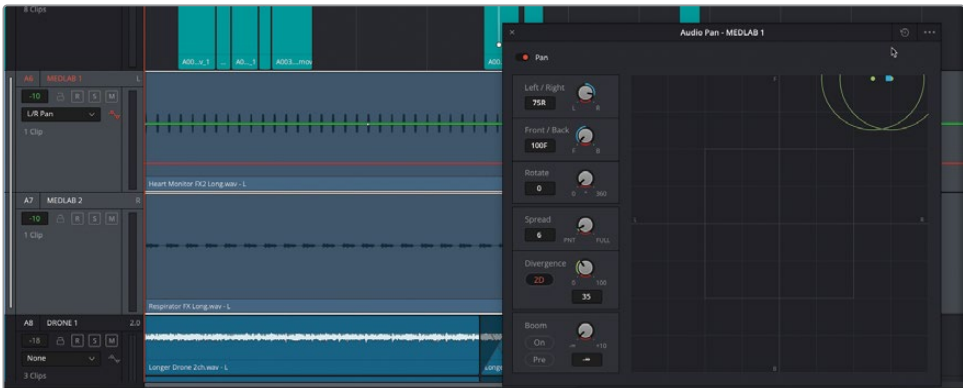 8 Clips
A00...v_1
...
A0..._1
A003....mov
A00.
Audio Pan - MEDLAB 1
Pan
A6 MEDLAB 1 L
-10 R S M
L/R Pan
1 Clip
Heart Monitor FX2 Long.wav - L
A7 MEDLAB 2 R
-10 R S M
1 Clip
Respirator FX Long.wav - L
A8 DRONE 1 2.0
-18 R S M
None
3 Clips
Longer Drone 2ch.wav - L
Longe
Left / Right
75R
L R
Front / Back
100F
F B
Rotate
0
0 360
Spread
6
PNT FULL
Divergence
2D
0 100
35
Boom
On
-∞ +10
Pre
-∞
L
R